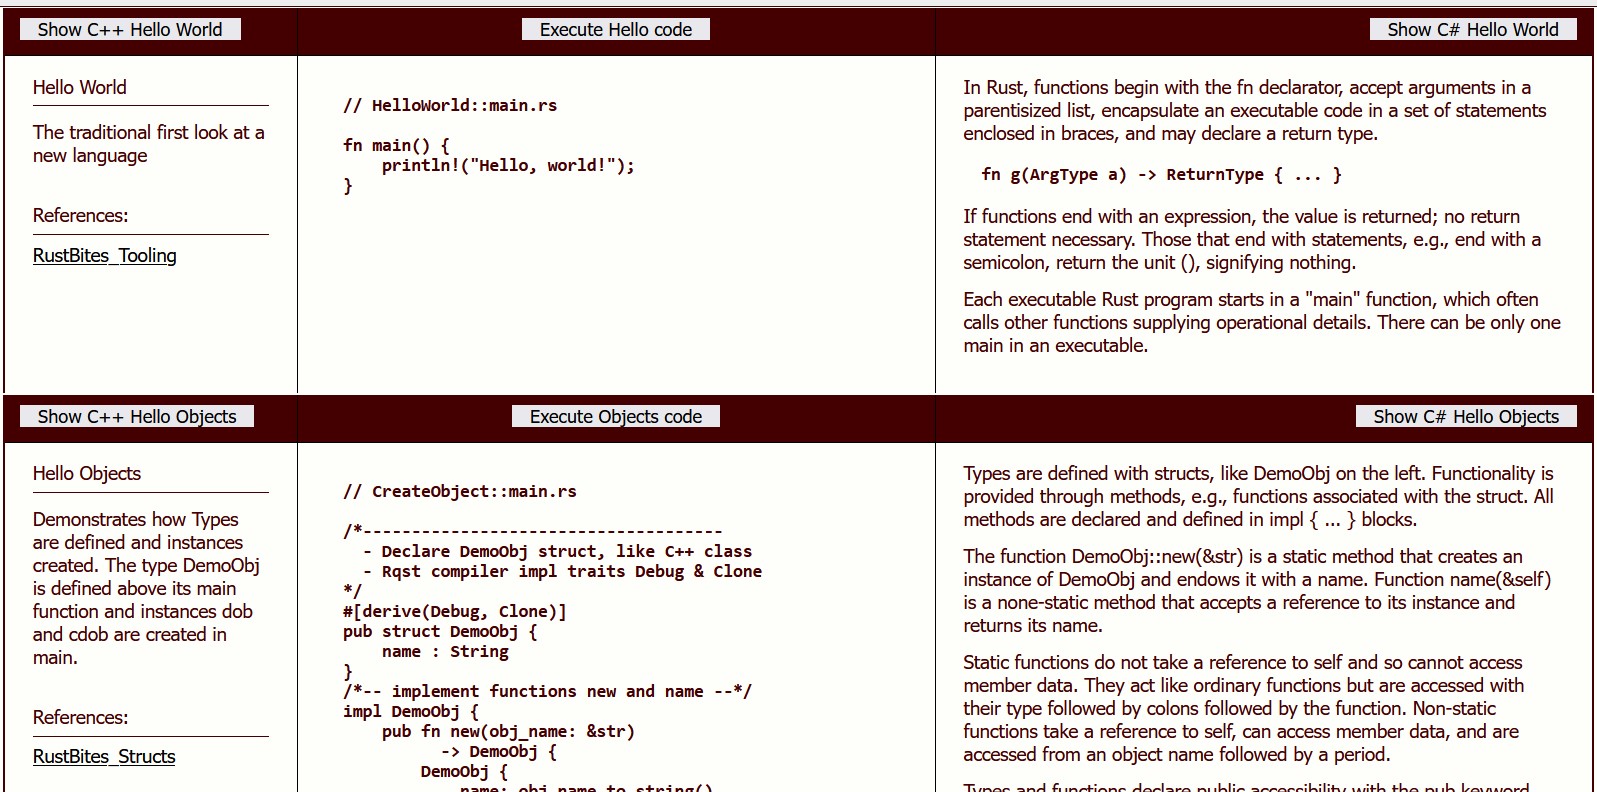 Show C++ Hello World
Execute Hello code
Show C# Hello World
Hello World
The traditional first look at a
new language
References:
RustBites_Tooling
// HelloWorld::main.rs
fn main() {
    println!("Hello, world!");
}
In Rust, functions begin with the fn declarator, accept arguments in a
parentisized list, encapsulate an executable code in a set of statements
enclosed in braces, and may declare a return type.
fn g(ArgType a) -> ReturnType { ... }
If functions end with an expression, the value is returned; no return
statement necessary. Those that end with statements, e.g., end with a
semicolon, return the unit (), signifying nothing.
Each executable Rust program starts in a "main" function, which often
calls other functions supplying operational details. There can be only one
main in an executable.
Show C++ Hello Objects
Execute Objects code
Show C# Hello Objects
Hello Objects
Demonstrates how Types
are defined and instances
created. The type DemoObj
is defined above its main
function and instances dob
and cdob are created in
main.
References:
RustBites_Structs
// CreateObject::main.rs
/*-------------------------------------
  - Declare DemoObj struct, like C++ class
  - Rqst compiler impl traits Debug & Clone
*/
#[derive(Debug, Clone)]
pub struct DemoObj {
    name : String
}
/*-- implement functions new and name --*/
impl DemoObj {
    pub fn new(obj_name: &str)
          -> DemoObj {
        DemoObj {
            name: obj_name.to_string()
Types are defined with structs, like DemoObj on the left. Functionality is
provided through methods, e.g., functions associated with the struct. All
methods are declared and defined in impl { ... } blocks.
The function DemoObj::new(&str) is a static method that creates an
instance of DemoObj and endows it with a name. Function name(&self)
is a none-static method that accepts a reference to its instance and
returns its name.
Static functions do not take a reference to self and so cannot access
member data. They act like ordinary functions but are accessed with
their type followed by colons followed by the function. Non-static
functions take a reference to self, can access member data, and are
accessed from an object name followed by a period.
Types and functions declare public accessibility with the pub keyword.